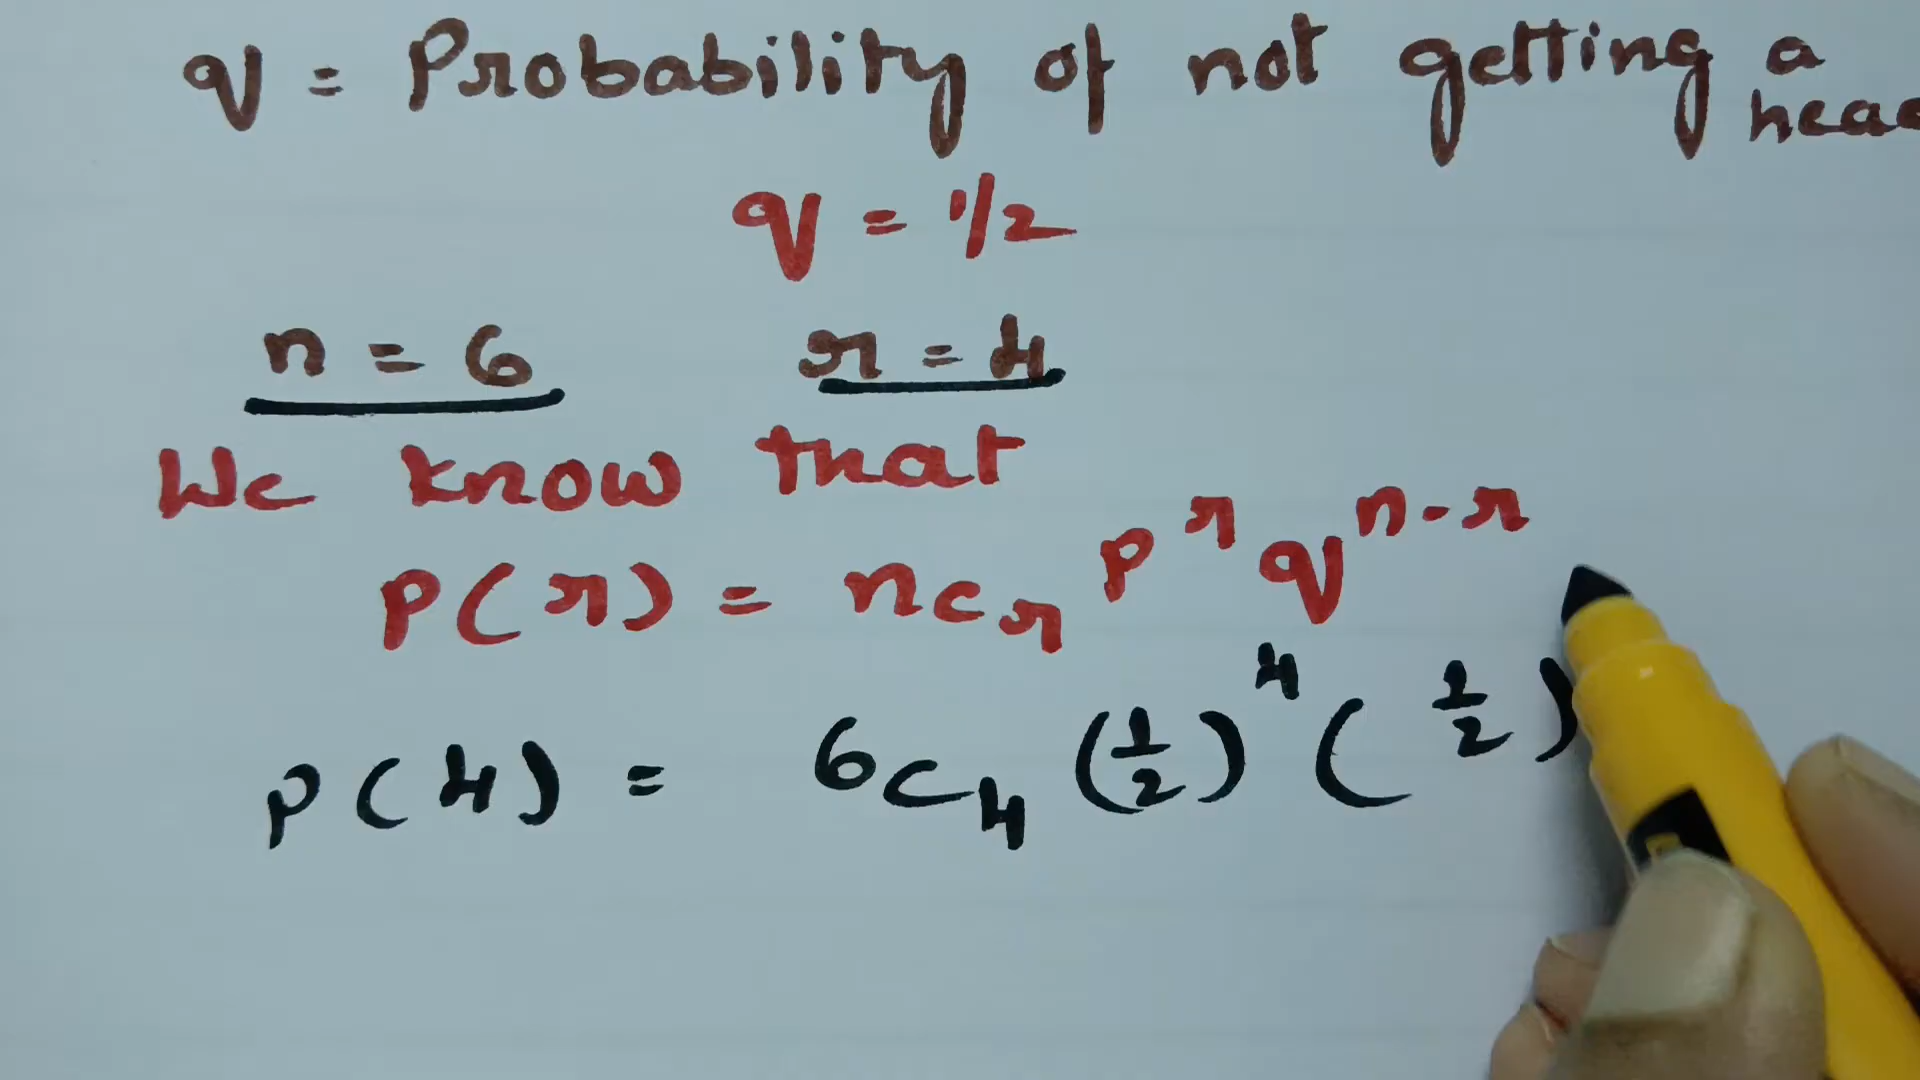 q = Probability of not getting a
q = 1/2
n = 6 r = 4
We know that
P(r) = nCr p^r q^n-r
P(4) = 6C4 (1/2)^4 (1/2)